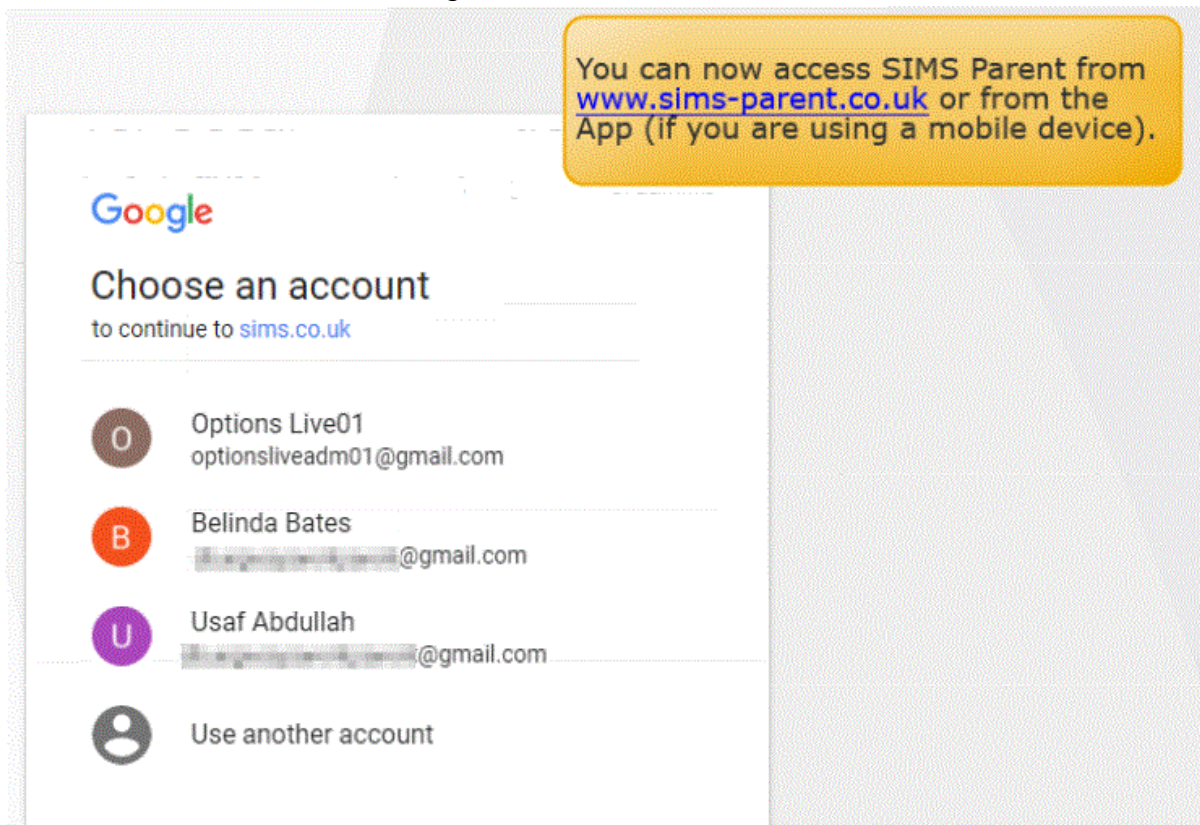 You can now access SIMS Parent from
www.sims-parent.co.uk or from the
App (if you are using a mobile device).
Google
Choose an account
to continue to sims.co.uk
O
Options Live01
optionsliveadm01@gmail.com
B
Belinda Bates
@gmail.com
U
Usaf Abdullah
@gmail.com
Use another account